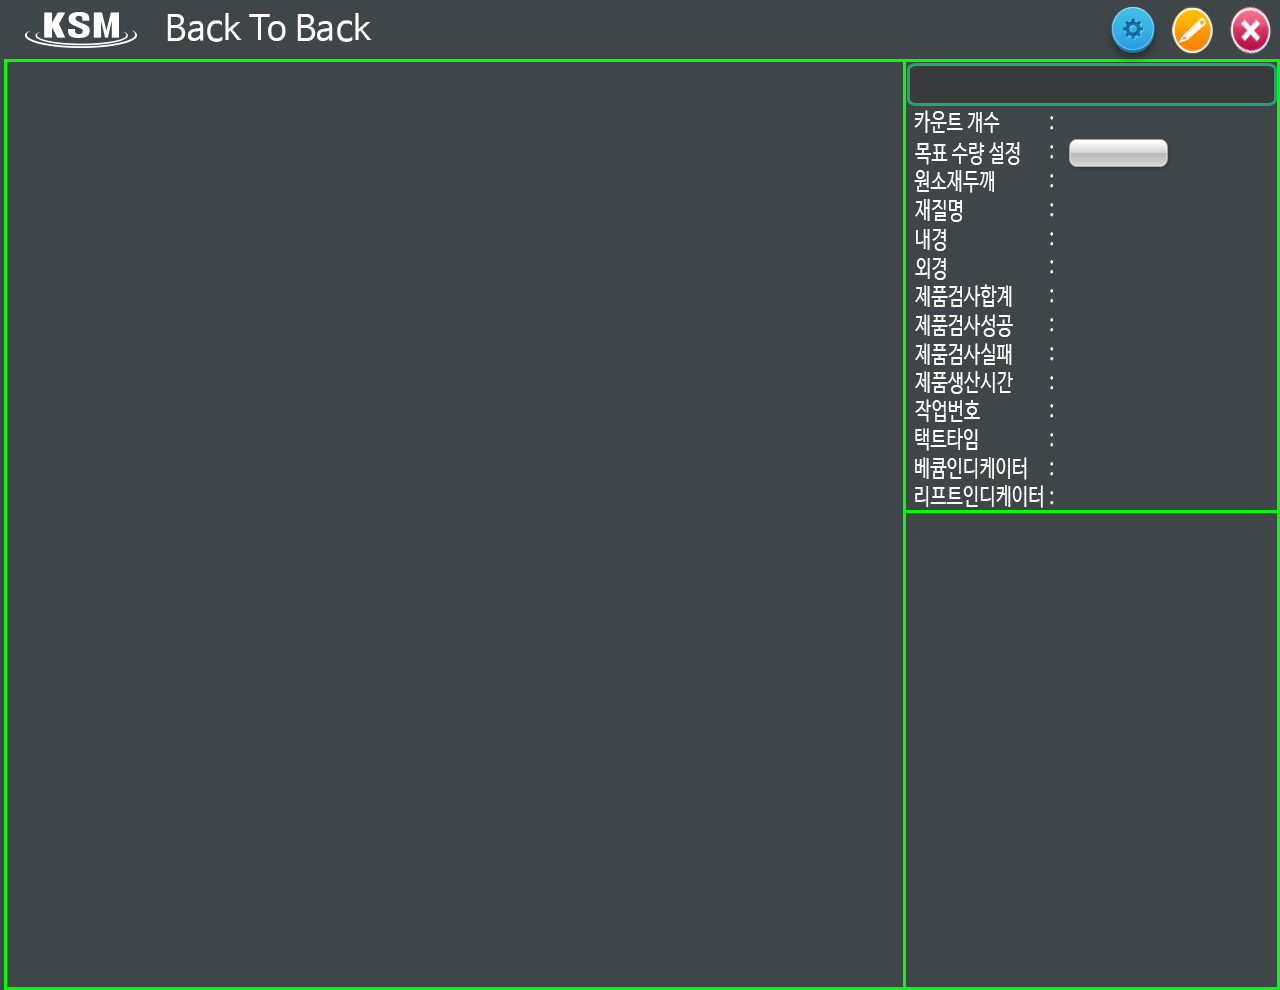 KSM Back To Back
카운트 개수 :
목표 수량 설정 :
원소재두깨 :
재질명 :
내경 :
외경 :
제품검사합계 :
제품검사성공 :
제품검사실패 :
제품생산시간 :
작업번호 :
택트타임 :
베큠인디케이터 :
리프트인디케이터 :